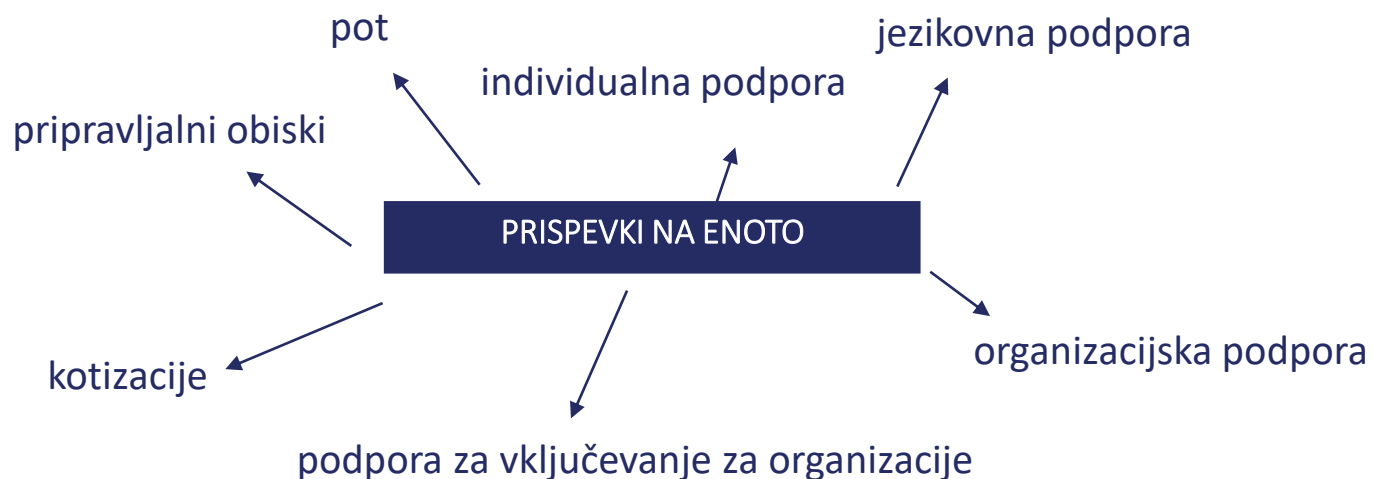 pot
jezikovna podpora
individualna podpora
pripravljalni obiski
PRISPEVKI NA ENOTO
organizacijska podpora
kotizacije
podpora za vključevanje za organizacije